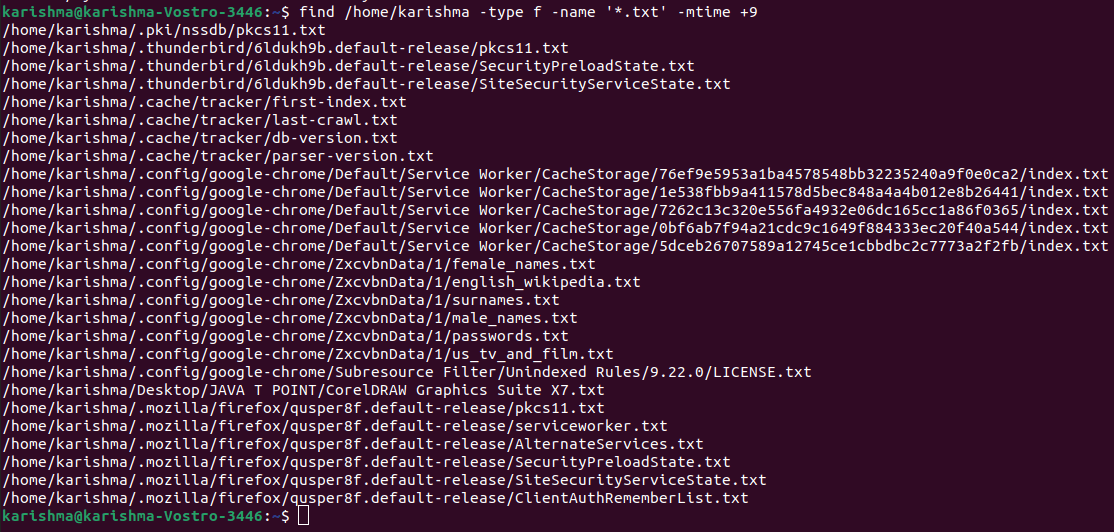 karishma@karishma-Vostro-3446:~$ find /home/karishma -type f -name '*.txt' -mtime +9
/home/karishma/.pki/nssdb/pkcs11.txt
/home/karishma/.thunderbird/6ldukh9b.default-release/pkcs11.txt
/home/karishma/.thunderbird/6ldukh9b.default-release/SecurityPreloadState.txt
/home/karishma/.thunderbird/6ldukh9b.default-release/SiteSecurityServiceState.txt
/home/karishma/.cache/tracker/first-index.txt
/home/karishma/.cache/tracker/last-crawl.txt
/home/karishma/.cache/tracker/db-version.txt
/home/karishma/.cache/tracker/parser-version.txt
/home/karishma/.config/google-chrome/Default/Service Worker/CacheStorage/76ef9e5953a1ba4578548bb32235240a9f0e0ca2/index.txt
/home/karishma/.config/google-chrome/Default/Service Worker/CacheStorage/1e538fbb9a411578d5bec848a4a4b012e8b26441/index.txt
/home/karishma/.config/google-chrome/Default/Service Worker/CacheStorage/7262c13c320e556fa4932e06dc165cc1a86f0365/index.txt
/home/karishma/.config/google-chrome/Default/Service Worker/CacheStorage/0bf6ab7f94a21cdc9c1649f884333ec20f40a544/index.txt
/home/karishma/.config/google-chrome/Default/Service Worker/CacheStorage/5dceb26707589a12745ce1cbbdbc2c7773a2f2fb/index.txt
/home/karishma/.config/google-chrome/ZxcvbnData/1/female_names.txt
/home/karishma/.config/google-chrome/ZxcvbnData/1/english_wikipedia.txt
/home/karishma/.config/google-chrome/ZxcvbnData/1/surnames.txt
/home/karishma/.config/google-chrome/ZxcvbnData/1/male_names.txt
/home/karishma/.config/google-chrome/ZxcvbnData/1/passwords.txt
/home/karishma/.config/google-chrome/ZxcvbnData/1/us_tv_and_film.txt
/home/karishma/.config/google-chrome/Subresource Filter/Unindexed Rules/9.22.0/LICENSE.txt
/home/karishma/Desktop/JAVA T POINT/CorelDRAW Graphics Suite X7.txt
/home/karishma/.mozilla/firefox/qusper8f.default-release/pkcs11.txt
/home/karishma/.mozilla/firefox/qusper8f.default-release/serviceworker.txt
/home/karishma/.mozilla/firefox/qusper8f.default-release/AlternateServices.txt
/home/karishma/.mozilla/firefox/qusper8f.default-release/SecurityPreloadState.txt
/home/karishma/.mozilla/firefox/qusper8f.default-release/SiteSecurityServiceState.txt
/home/karishma/.mozilla/firefox/qusper8f.default-release/ClientAuthRememberList.txt
karishma@karishma-Vostro-3446:~$